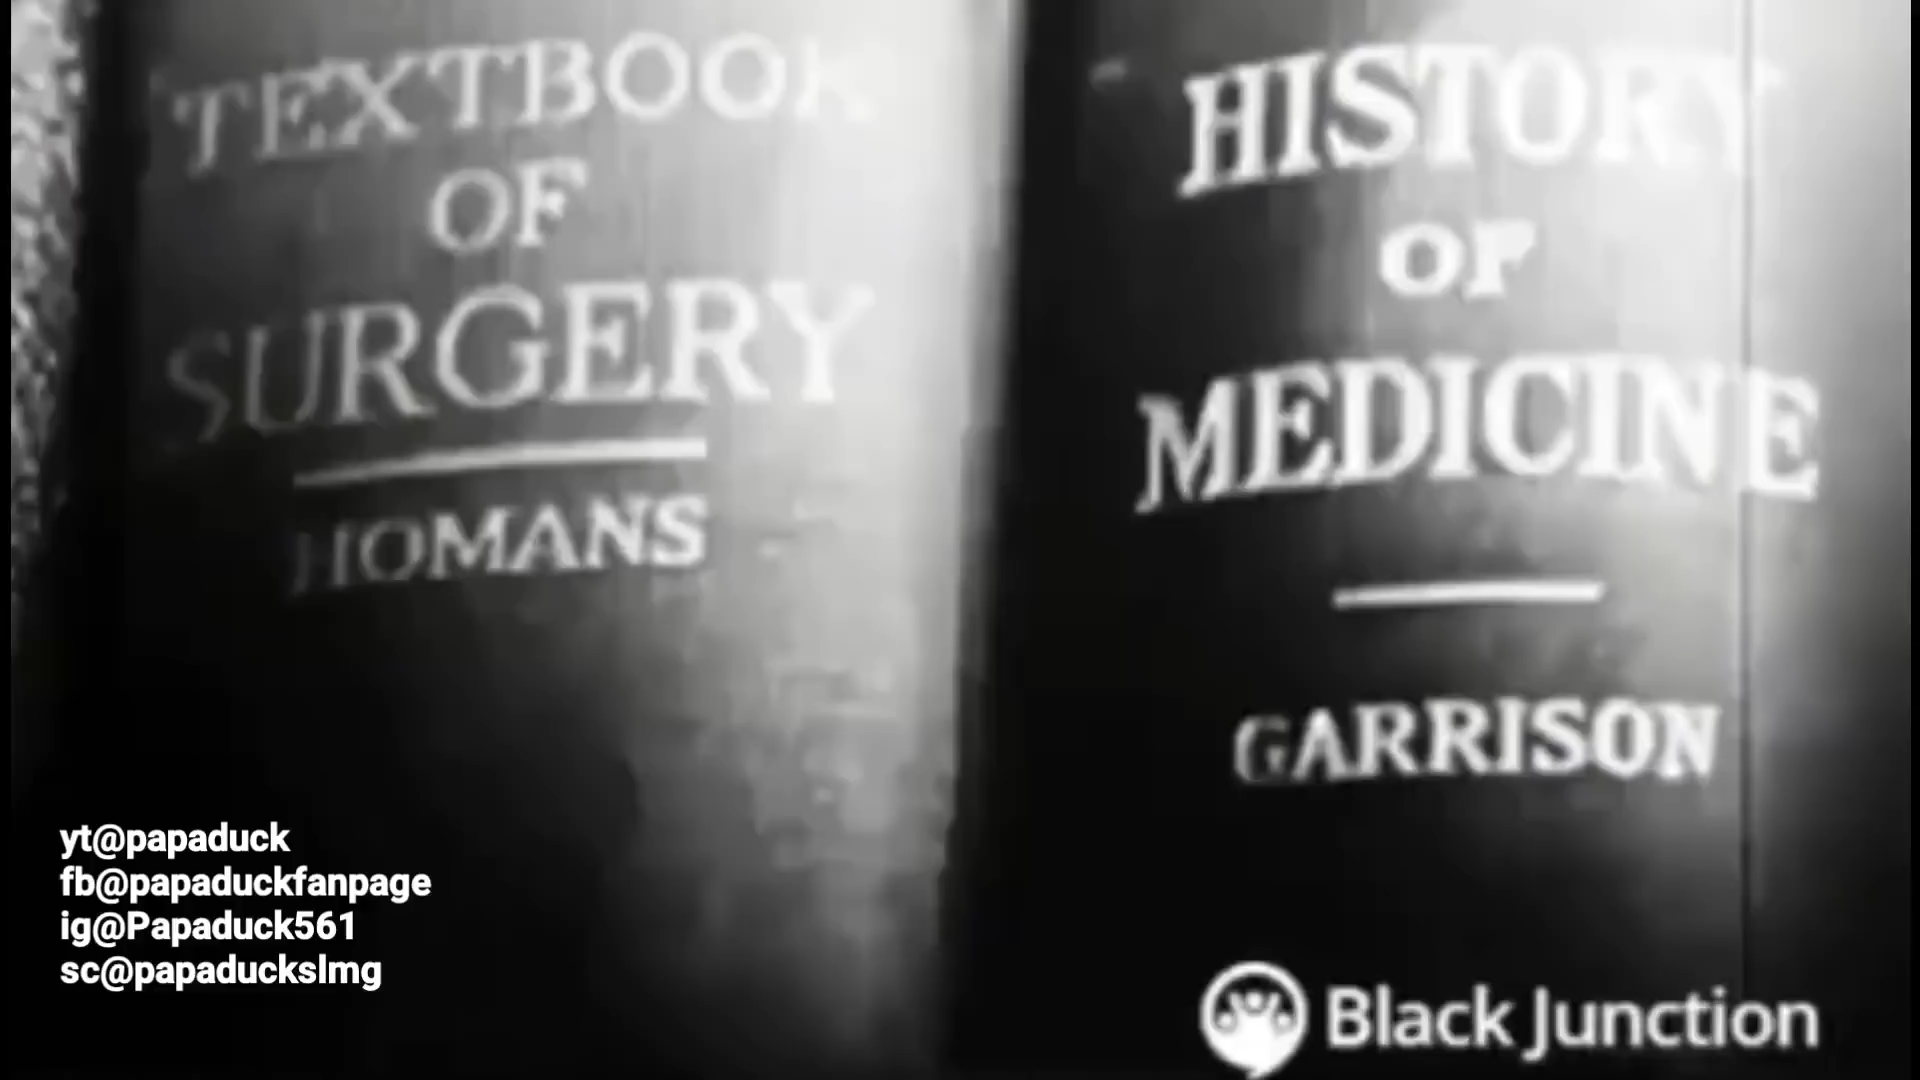 TEXTBOOK
OF
SURGERY
HOMANS
HISTORY
OF
MEDICINE
GARRISON
yt@papaduck
fb@papaduckfanpage
ig@Papaduck561
sc@papaduckslmg
Black Junction